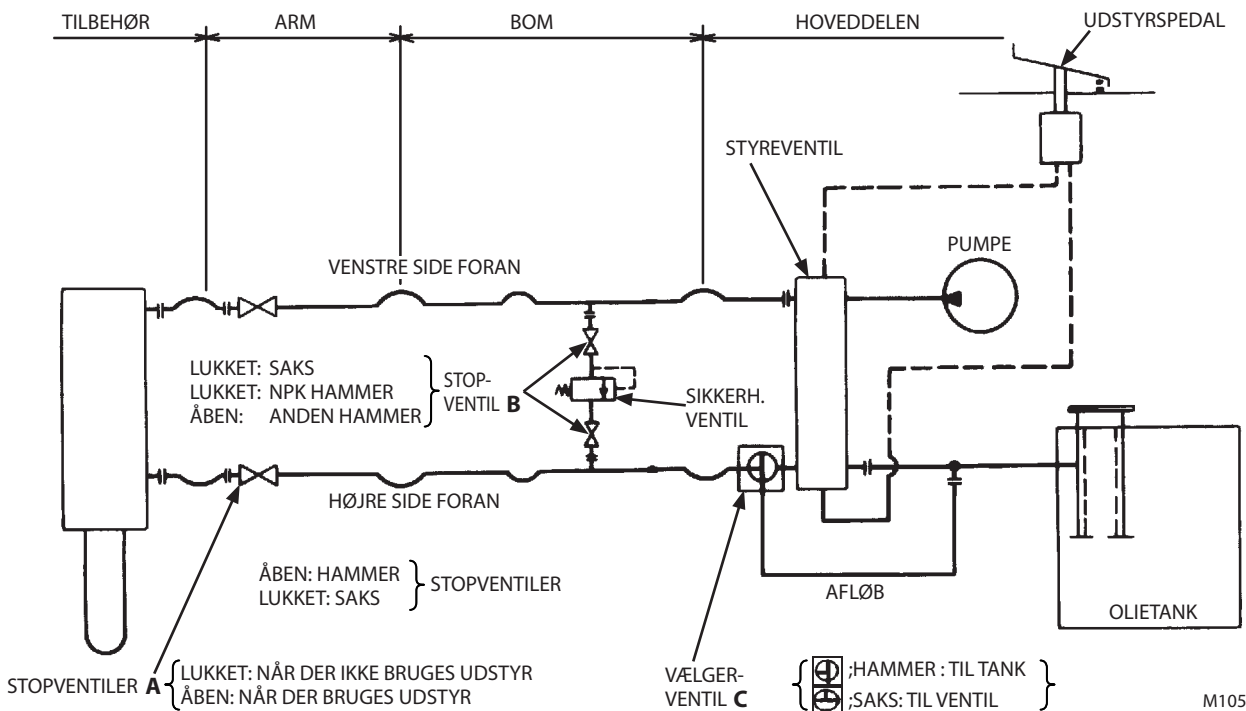 TILBEHØR
ARM
BOM
HOVEDDELEN
UDSTYRSPEDAL
STYREVENTIL
PUMPE
VENSTRE SIDE FORAN
LUKKET: SAKS
LUKKET: NPK HAMMER
ÅBEN: ANDEN HAMMER
STOP-
VENTIL B
SIKKERH.
VENTIL
HØJRE SIDE FORAN
ÅBEN: HAMMER
LUKKET: SAKS
STOPVENTILER
AFLØB
OLIETANK
STOPVENTILER A
LUKKET: NÅR DER IKKE BRUGES UDSTYR
ÅBEN: NÅR DER BRUGES UDSTYR
VÆLGER-
VENTIL C
;HAMMER : TIL TANK
;SAKS: TIL VENTIL
M105